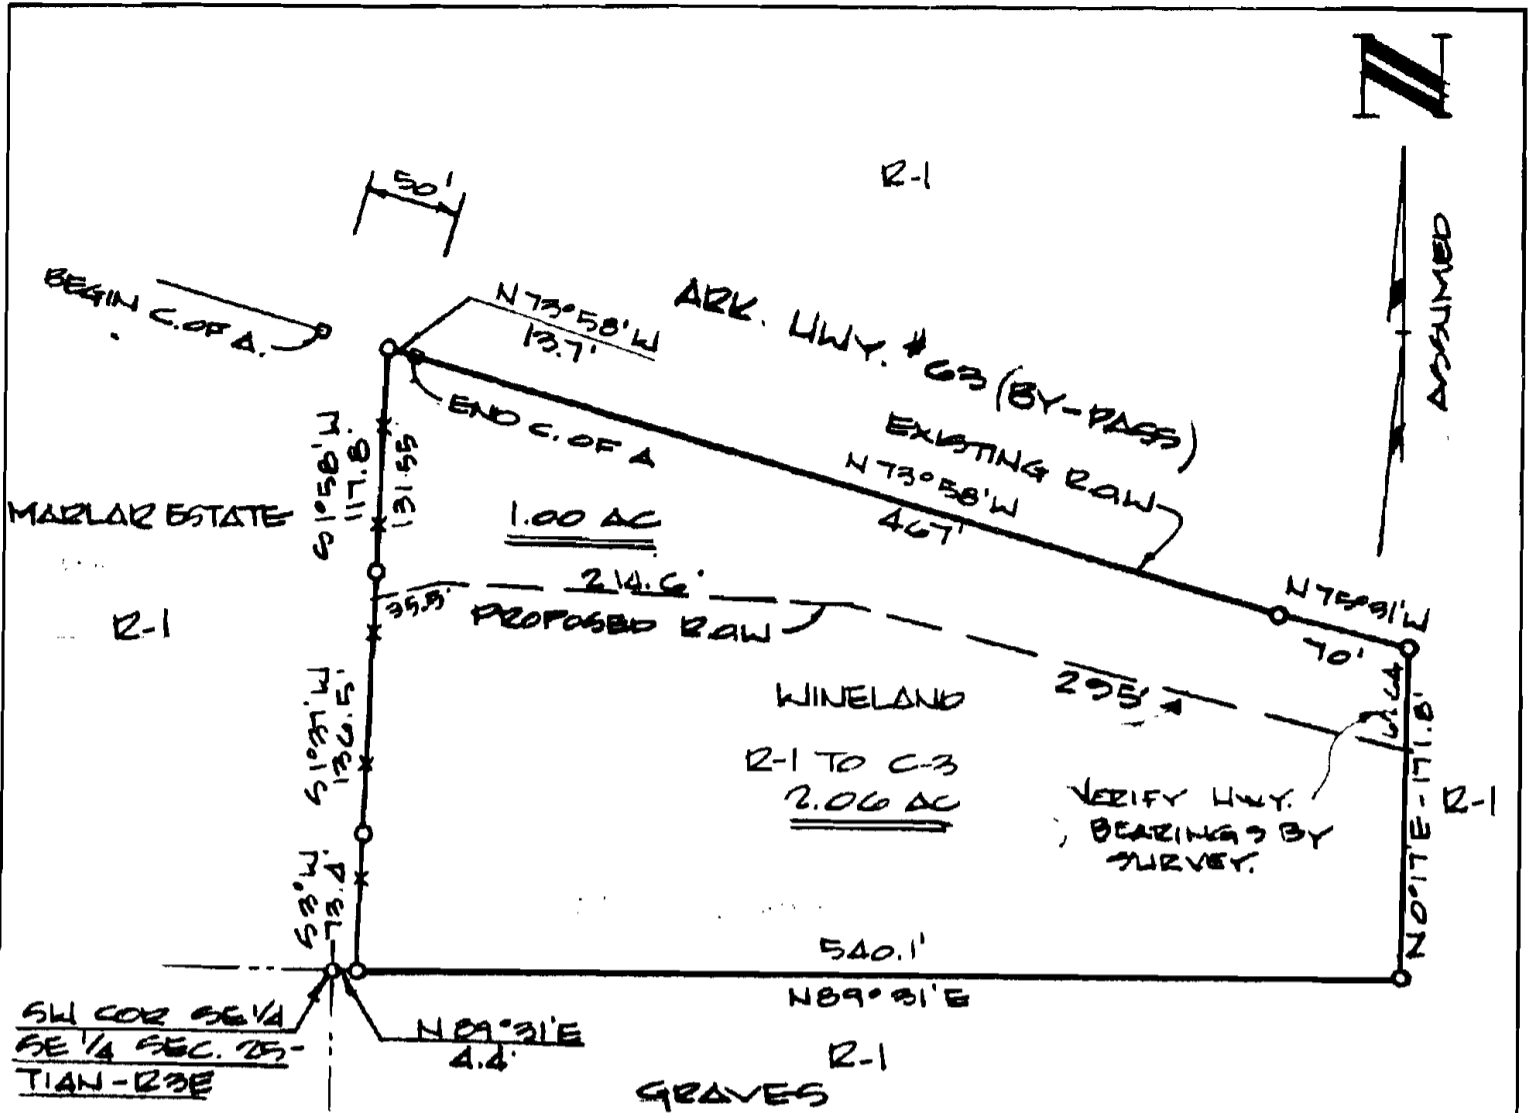 N
ASSUMED
R-1
50'
BEGIN C. OF A.
N 73°58' W
13.7'
END C. OF A
ARK. HWY. #63 (BY-PASS)
EXISTING R.O.W
N 73°58' W
467'
N 75°31' W
70'
S 1°58' W
117.8'
131.55
MARLAR ESTATE
R-1
1.00 AC
35.5'
214.6'
PROPOSED R.O.W
295'
WINELAND
R-1 TO C-3
2.06 AC
VERIFY HWY.
BEARINGS BY
SURVEY.
N 0°17' E - 171.8'
R-1
S 1°37' W
136.5'
S 3° W
73.4'
540.1'
N 89° 31' E
SW COR SE 1/4
SE 1/4 SEC. 25-
T14N-R3E
N 89°31' E
4.4'
R-1
GRAVES